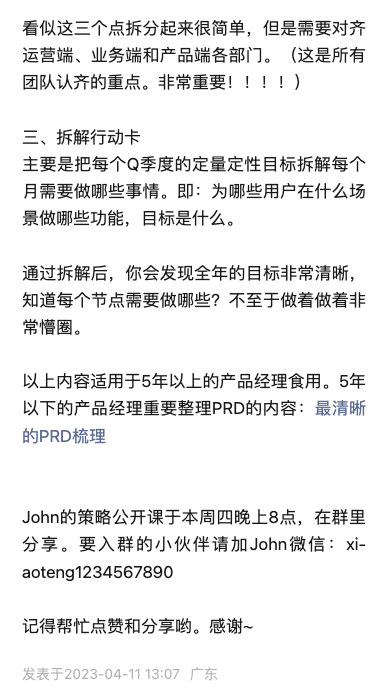 看似这三个点拆分起来很简单，但是需要对齐
运营端、业务端和产品端各部门。（这是所有
团队认齐的重点。非常重要！！！！）
三、拆解行动卡
主要是把每个Q季度的定量定性目标拆解每个
月需要做哪些事情。即：为哪些用户在什么场
景做哪些功能，目标是什么。
通过拆解后，你会发现全年的目标非常清晰，
知道每个节点需要做哪些？不至于做着做着非
常懵圈。
以上内容适用于5年以上的产品经理食用。5年
以下的产品经理重要整理PRD的内容：最清晰
的PRD梳理
John的策略公开课于本周四晚上8点，在群里
分享。要入群的小伙伴请加John微信：xi-
aoteng1234567890
记得帮忙点赞和分享哟。感谢~
发表于2023-04-11 13:07 广东